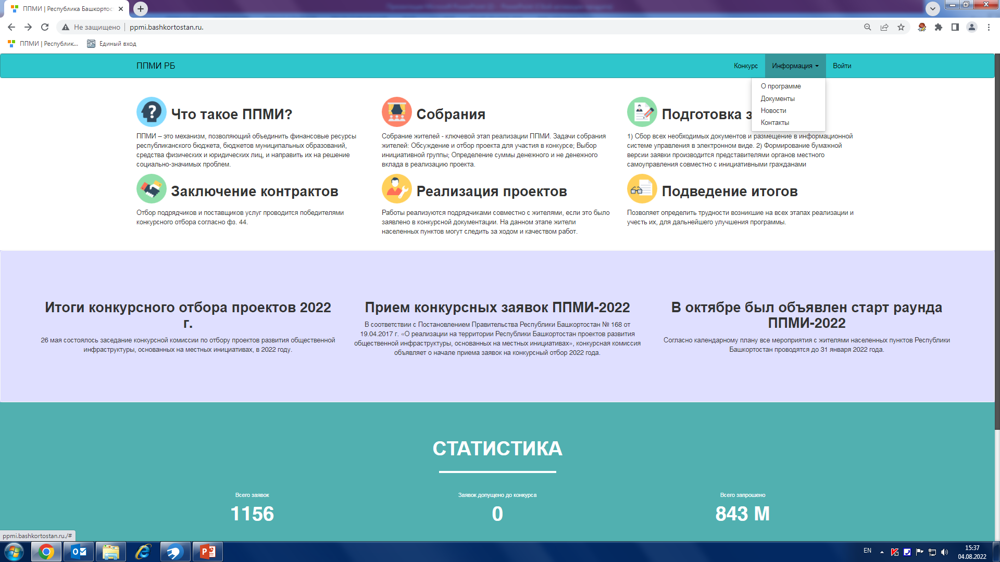 ППМИ | Республика Башкортос
Не защищено
ppmi.bashkortostan.ru.
ППМИ | Республик...
Единый вход
ППМИ РБ
Конкурс
Информация
Войти
О программе
Документы
Новости
Контакты
Что такое ППМИ?
ППМИ – это механизм, позволяющий объединить финансовые ресурсы
республиканского бюджета, бюджетов муниципальных образований,
средства физических и юридических лиц, и направить их на решение
социально-значимых проблем.
Собрания
Собрание жителей - ключевой этап реализации ППМИ. Задачи собрания
жителей: Обсуждение и отбор проекта для участия в конкурсе; Выбор
инициативной группы; Определение суммы денежного и не денежного
вклада в реализацию проекта.
Подготовка з
1) Сбор всех необходимых документов и размещение в информационной
системе управления в электронном виде. 2) Формирование бумажной
версии заявки производится представителями органов местного
самоуправления совместно с инициативными гражданами
Заключение контрактов
Отбор подрядчиков и поставщиков услуг проводится победителями
конкурсного отбора согласно фз. 44.
Реализация проектов
Работы реализуются подрядчиками совместно с жителями, если это было
заявлено в конкурсной документации. На данном этапе жители
населенных пунктов могут следить за ходом и качеством работ.
Подведение итогов
Позволяет определить трудности возникшие на всех этапах реализации и
учесть их, для дальнейшего улучшения программы.
Итоги конкурсного отбора проектов 2022
г.
26 мая состоялось заседание конкурсной комиссии по отбору проектов развития общественной
инфраструктуры, основанных на местных инициативах, в 2022 году.
Прием конкурсных заявок ППМИ-2022
В соответствии с Постановлением Правительства Республики Башкортостан № 168 от
19.04.2017 г. «О реализации на территории Республики Башкортостан проектов развития
общественной инфраструктуры, основанных на местных инициативах», конкурсная комиссия
объявляет о начале приема заявок на конкурсный отбор 2022 года.
В октябре был объявлен старт раунда
ППМИ-2022
Согласно календарному плану все мероприятия с жителями населенных пунктов Республики
Башкортостан проводятся до 31 января 2022 года.
СТАТИСТИКА
Всего заявок
1156
Заявок допущено до конкурса
0
Всего запрошено
843 М
ppmi.bashkortostan.ru./#
EN
15:37
04.08.2022